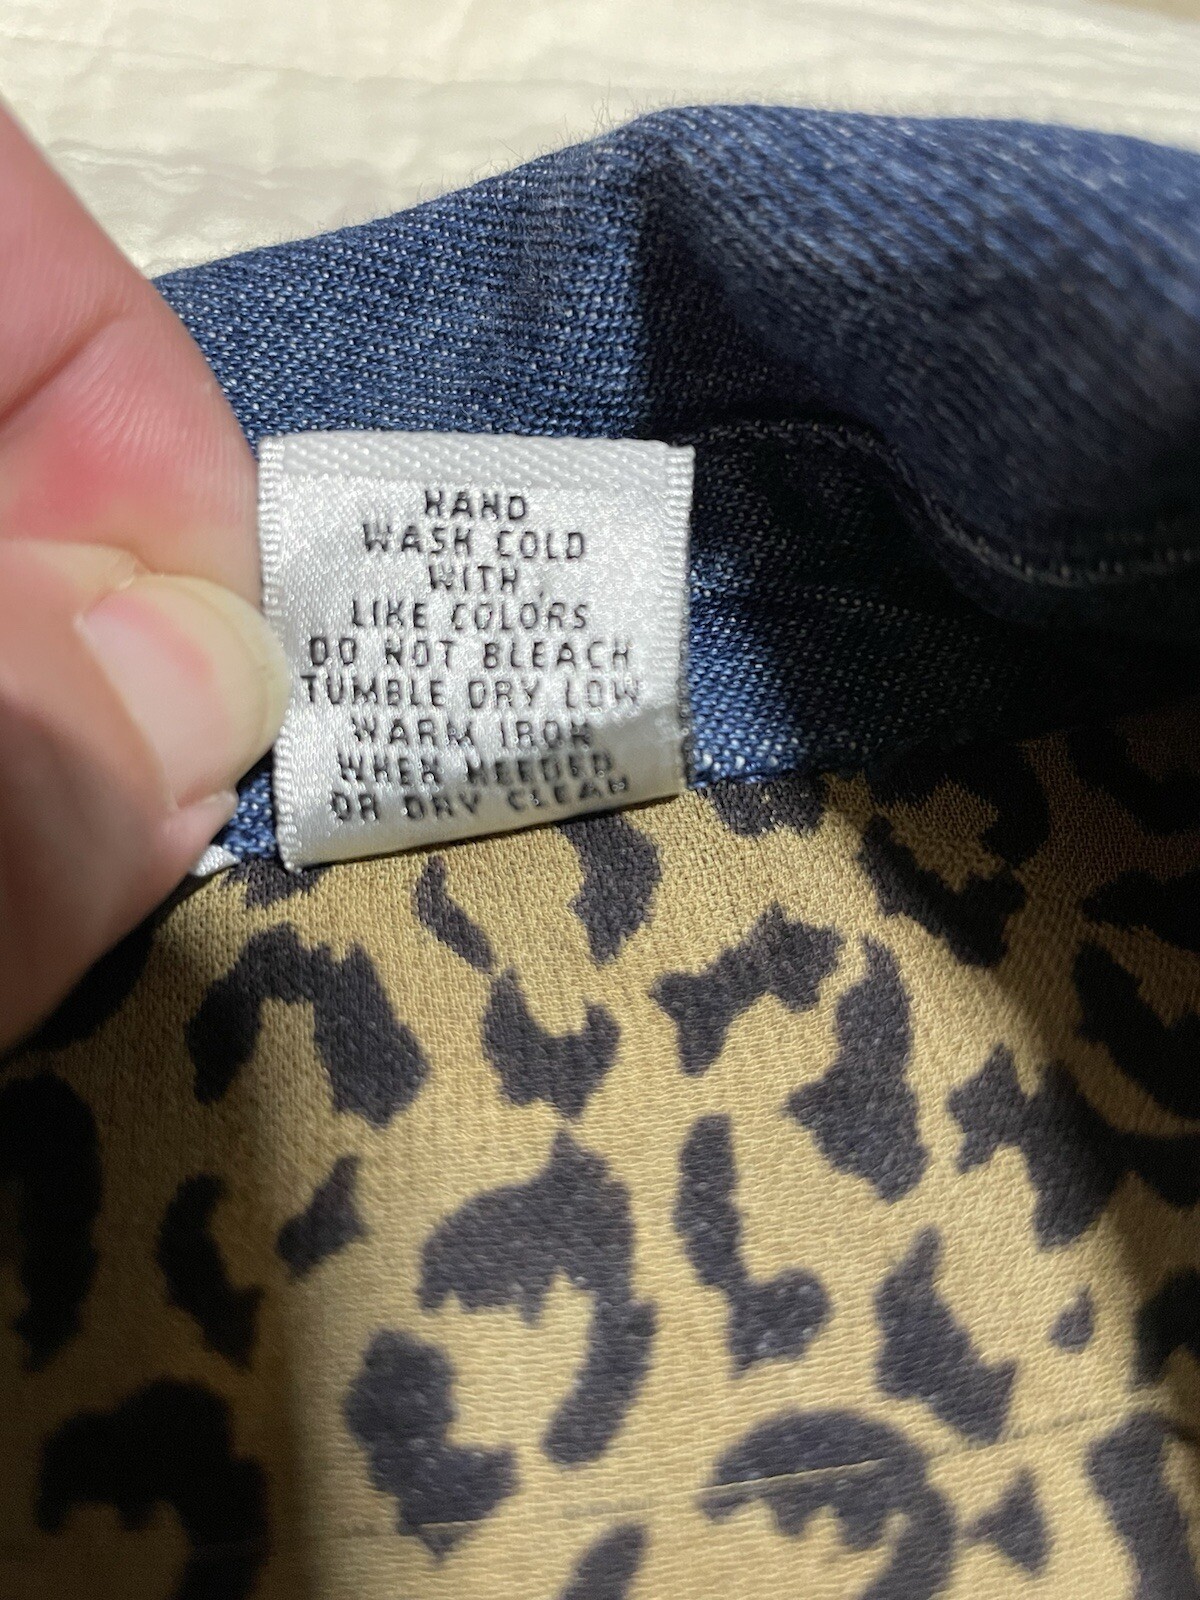 HAND
WASH COLD
WITH
LIKE COLORS
DO NOT BLEACH
TUMBLE DRY LOW
WARM IRON
WHEN NEEDED
OR DRY CLEAN